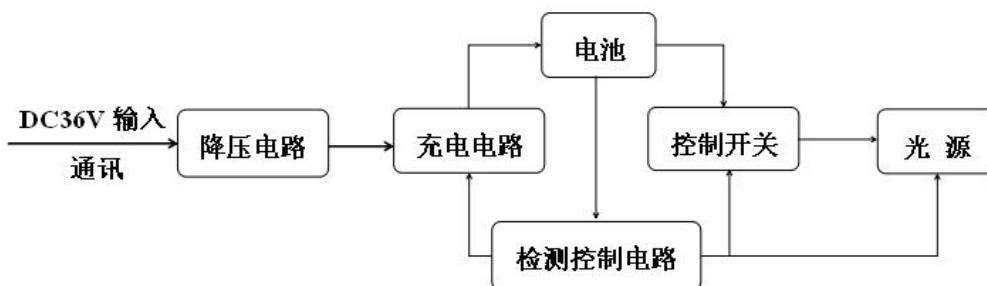 电池
DC36V 输入
通讯
降压电路
充电电路
控制开关
光 源
检测控制电路